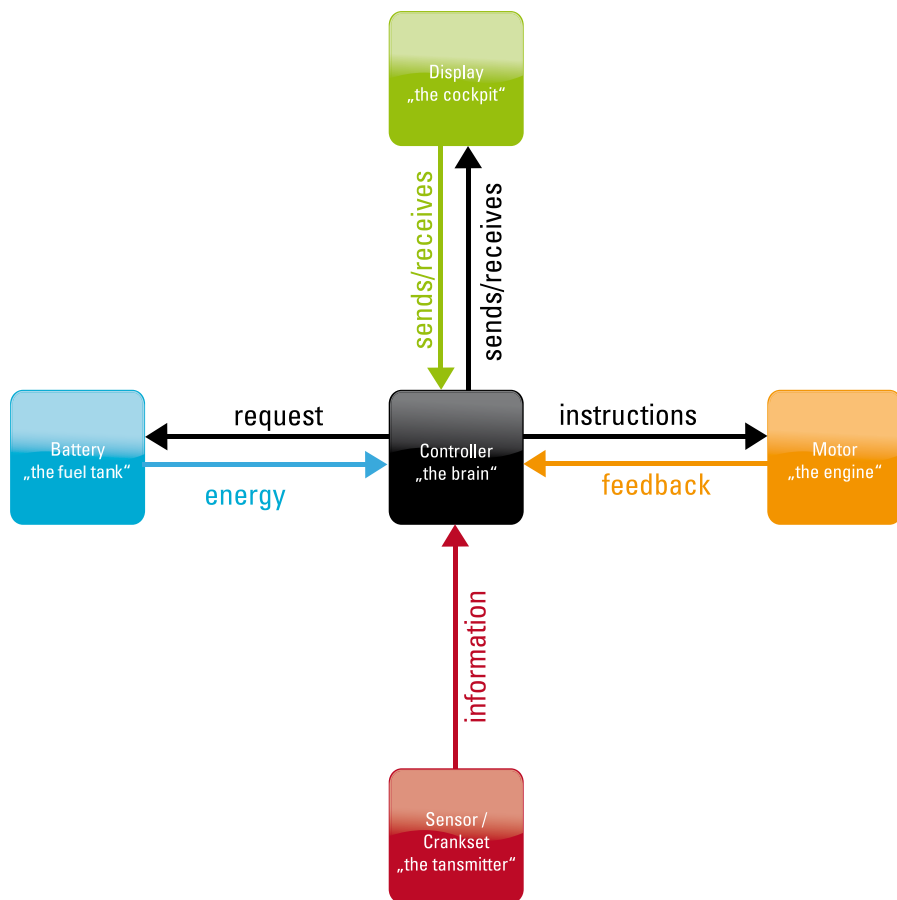 Display
„the cockpit“
sends/receives
sends/receives
request
instructions
Battery
„the fuel tank“
Controller
„the brain“
Motor
„the engine“
energy
feedback
information
Sensor /
Crankset
„the tansmitter“